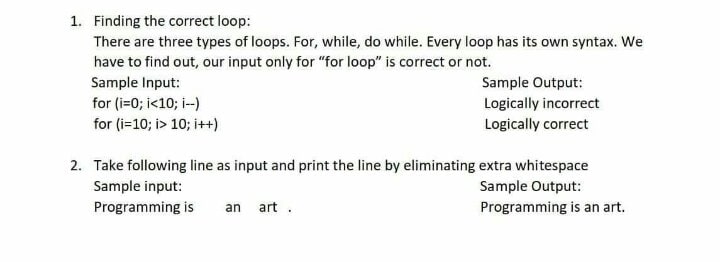 1. Finding the correct loop:
There are three types of loops. For, while, do while. Every loop has its own syntax. We
have to find out, our input only for “for loop” is correct or not.
Sample Input: Sample Output:
for (i=0; i<10; i--) Logically incorrect
for (i=10; i> 10; i++) Logically correct
2. Take following line as input and print the line by eliminating extra whitespace
Sample input: Sample Output:
Programming is an art . Programming is an art.